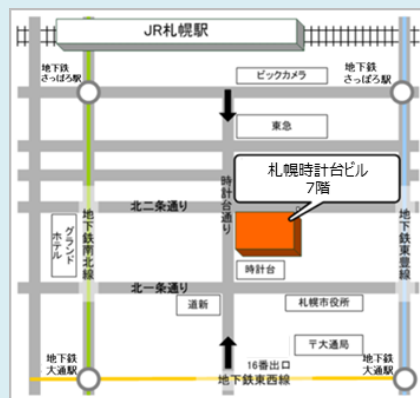 JR札幌駅
地下鉄
さっぽろ駅
ビックカメラ
地下鉄
さっぽろ駅
東急
札幌時計台ビル
7階
時計台通り
北二条通り
グランド
ホテル
地下鉄南北線
地下鉄東豊線
時計台
北一条通り
道新
札幌市役所
〒大通局
16番出口
地下鉄
大通駅
地下鉄東西線
地下鉄
大通駅